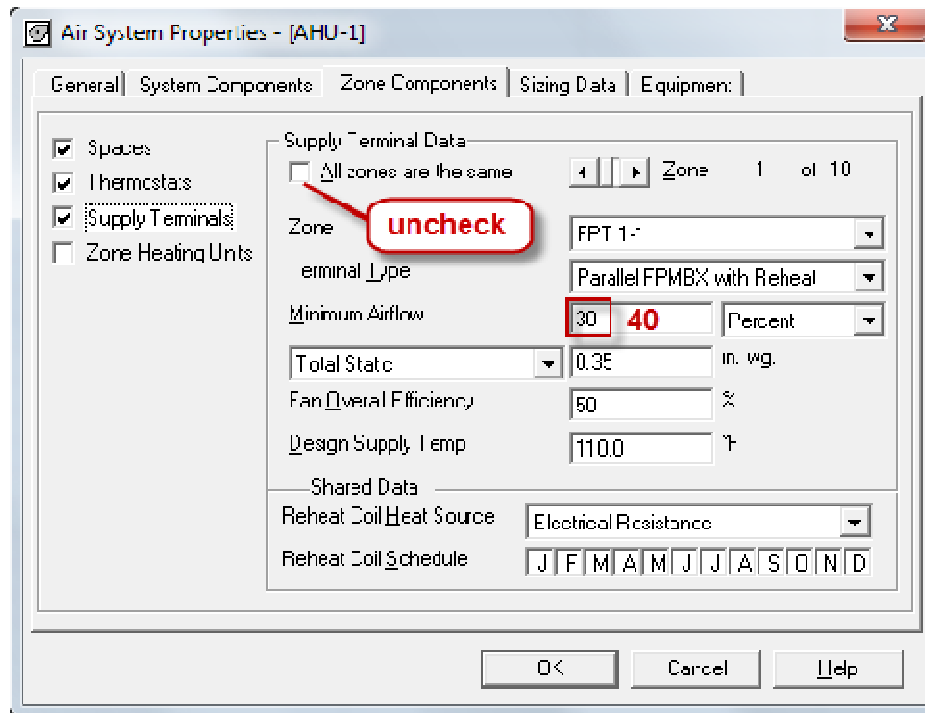 Air System Properties - [AHU-1]
General System Components Zone Components Sizing Data Equipment
Spaces
Thermostats
Supply Terminals
Zone Heating Units
Supply Terminal Data
All zones are the same
Zone 1 of 10
uncheck
Zone FPT 1-1
Terminal Type Parallel FPMBX with Reheat
Minimum Airflow 30 40 Percent
Total Static 0.35 in. wg.
Fan Overall Efficiency 50 %
Design Supply Temp 110.0 °F
Shared Data
Reheat Coil Heat Source Electrical Resistance
Reheat Coil Schedule J F M A M J J A S O N D
OK Cancel Help